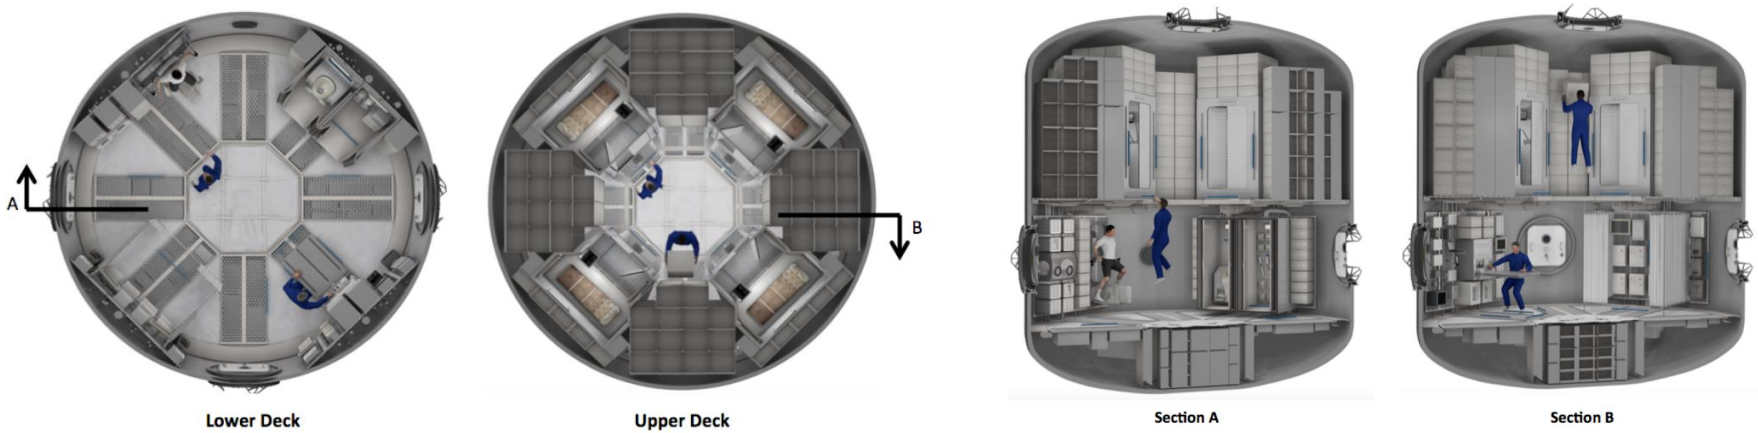 A
B
Lower Deck
Upper Deck
Section A
Section B